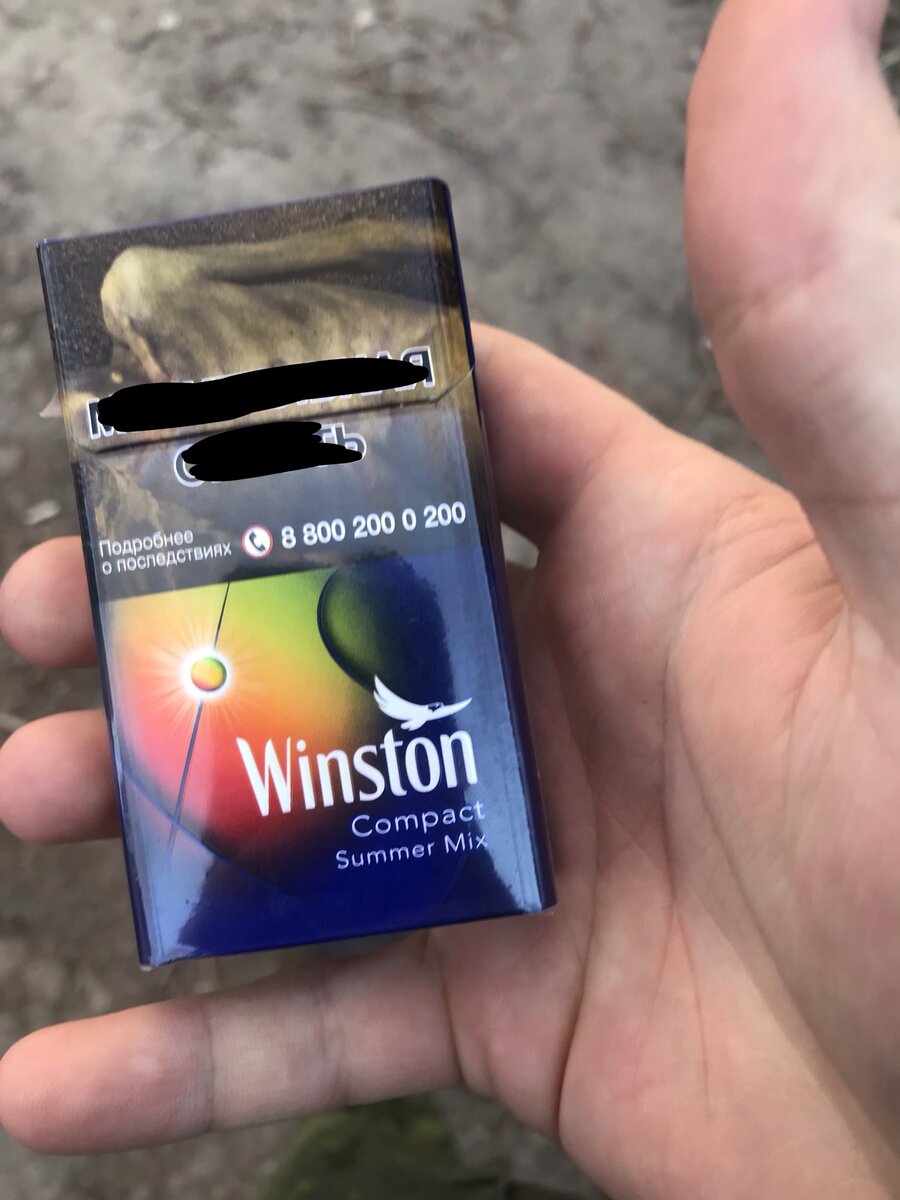 Подробнее
о последствиях
8 800 200 0 200
Winston
Compact
Summer Mix